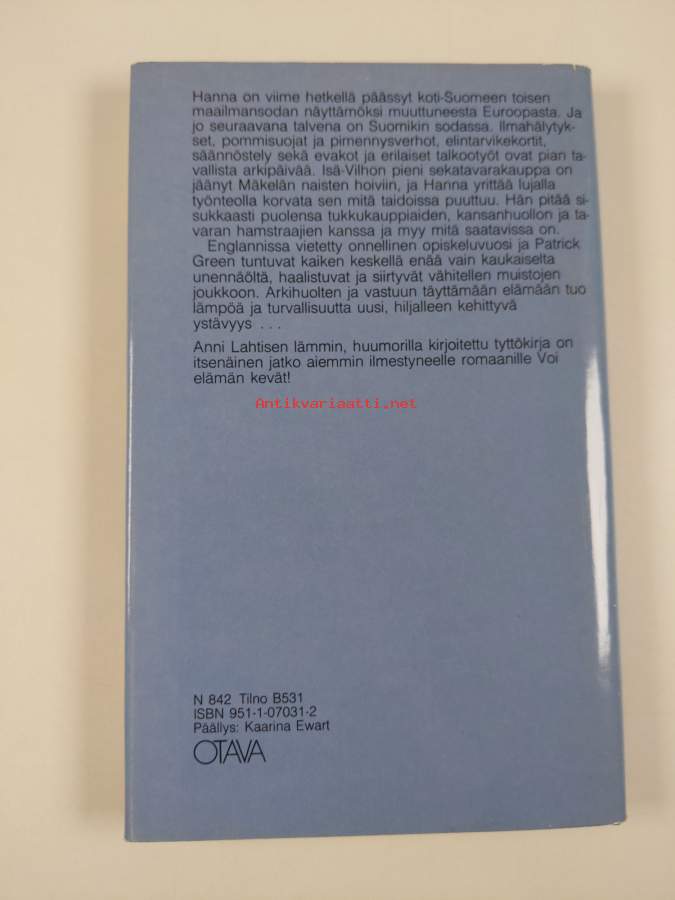 Hanna on viime hetkellä päässyt koti-Suomeen toisen
maailmansodan näyttämöksi muuttuneesta Euroopasta. Ja
jo seuraavana talvena on Suomikin sodassa. Ilmahälytyk-
set, pommisuojat ja pimennysverhot, elintarvikekortit,
säännöstely sekä evakot ja erilaiset talkootyöt ovat pian ta-
vallista arkipäivää. Isä-Vilhon pieni sekatavarakauppa on
jäänyt Mäkelän naisten hoiviin, ja Hanna yrittää lujalla
työnteolla korvata sen mitä taidoissa puuttuu. Hän pitää si-
sukkaasti puolensa tukkukauppiaiden, kansanhuollon ja ta-
varan hamstraajien kanssa ja myy mitä saatavissa on.
Englannissa vietetty onnellinen opiskeluvuosi ja Patrick
Green tuntuvat kaiken keskellä enää vain kaukaiselta
unennäöltä, haalistuvat ja siirtyvät vähitellen muistojen
joukkoon. Arkihuolten ja vastuun täyttämään elämään tuo
lämpöä ja turvallisuutta uusi, hiljalleen kehittyvä
ystävyys . . .
Anni Lahtisen lämmin, huumorilla kirjoitettu tyttökirja on
itsenäinen jatko aiemmin ilmestyneelle romaanille Voi
elämän kevät!
Antikvariaatti.net
N 842 Tilno B531
ISBN 951-1-07031-2
Päällys: Kaarina Ewart
OTAVA